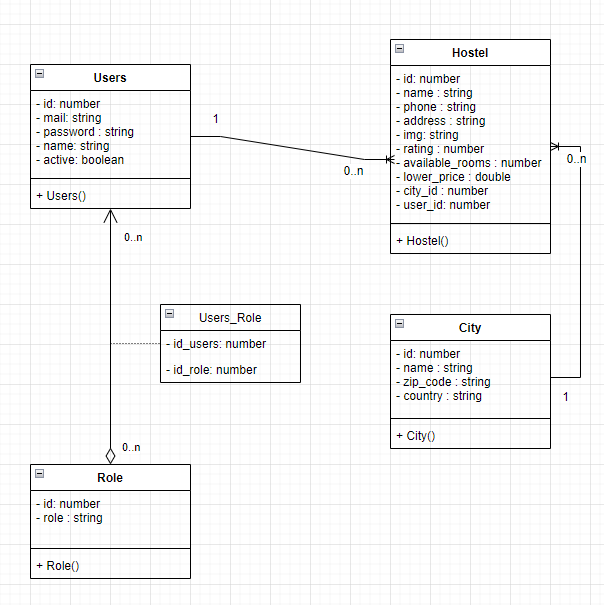 Users
- id: number
- mail: string
- password : string
- name: string
- active: boolean
+ Users()
1
0..n
Hostel
- id: number
- name : string
- phone : string
- address : string
- img: string
- rating : number
- available_rooms : number
- lower_price : double
- city_id : number
- user_id: number
+ Hostel()
0..n
0..n
Users_Role
- id_users: number
- id_role: number
City
- id: number
- name : string
- zip_code : string
- country : string
+ City()
1
0..n
Role
- id: number
- role : string
+ Role()